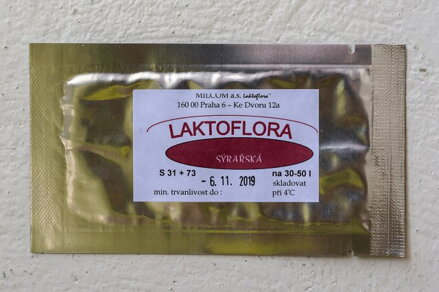 MILCOM a.s. Laktoflora®
160 00 Praha 6 – Ke Dvoru 12a
LAKTOFLORA
SÝRAŘSKÁ
S 31 + 73 na 30-50 l
- 6. 11. 2019 skladovat
min. trvanlivost do : při 4°C